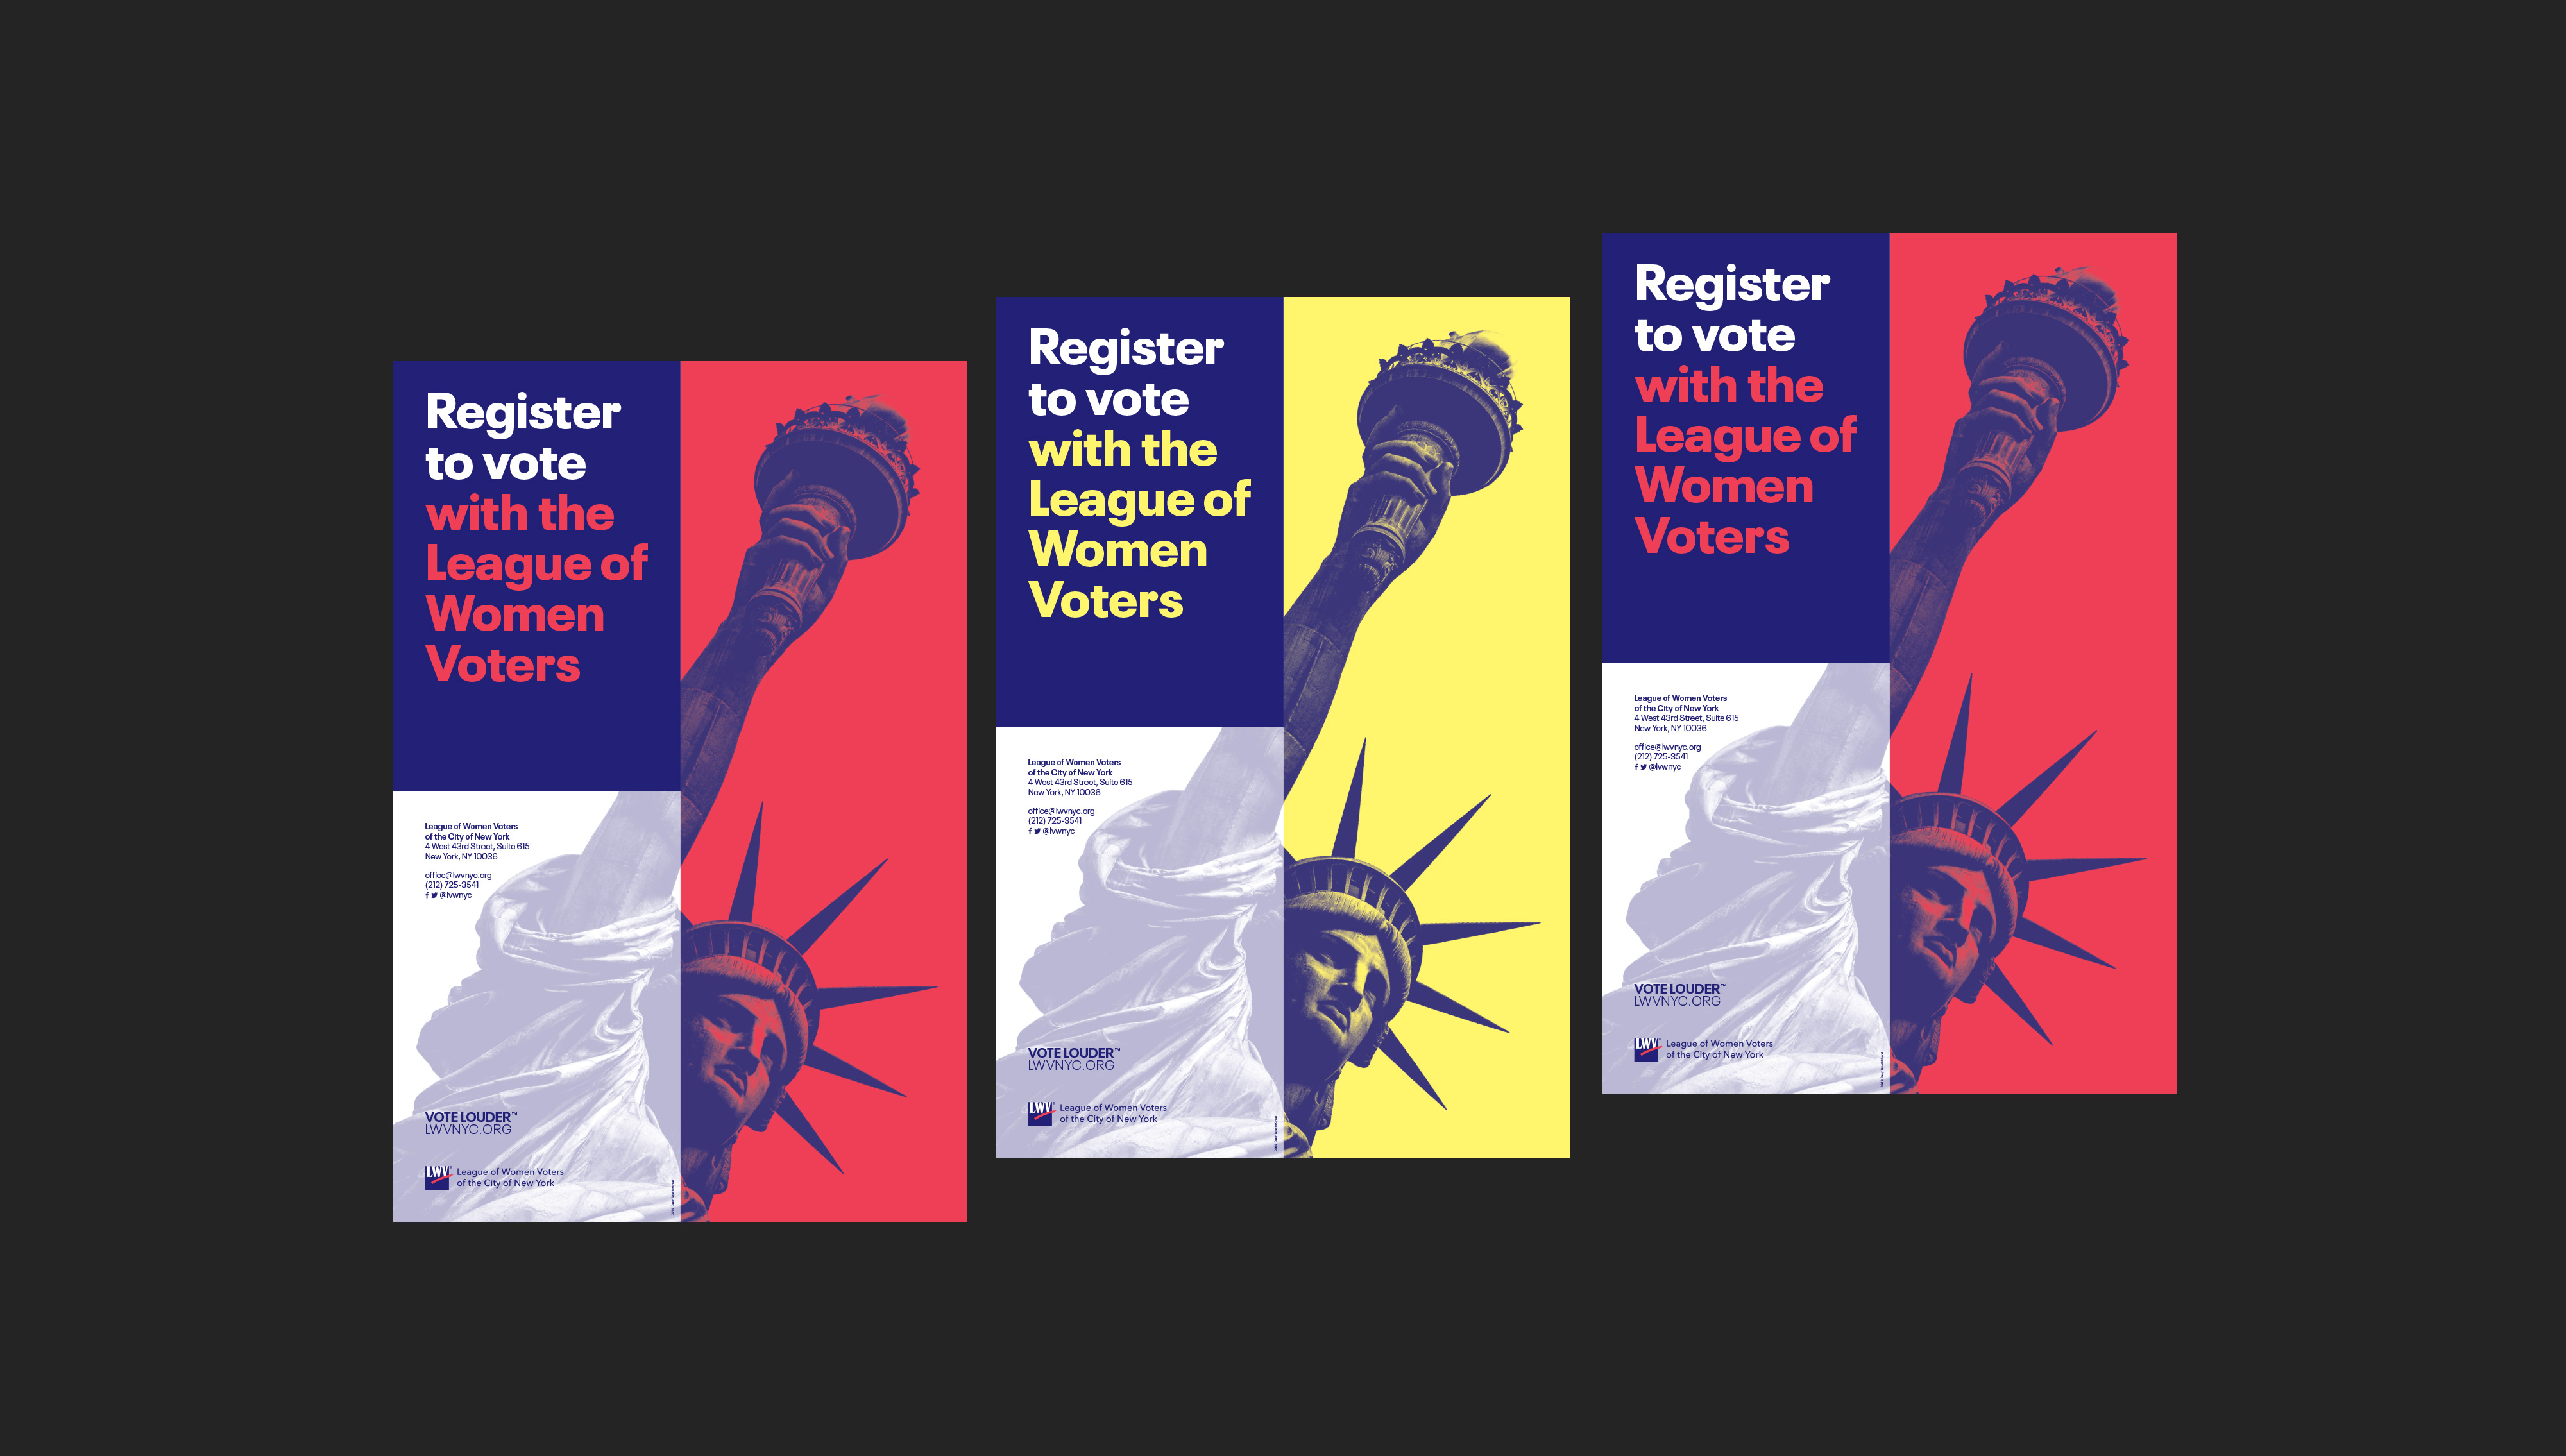 Register
to vote
with the
League of
Women
Voters
League of Women Voters
of the City of New York
4 West 43rd Street, Suite 615
New York, NY 10036
office@lwvnyc.org
(212) 725-3541
@lvwnyc
VOTE LOUDER™
LWVNYC.ORG
LWV
League of Women Voters
of the City of New York
Register
to vote
with the
League of
Women
Voters
League of Women Voters
of the City of New York
4 West 43rd Street, Suite 615
New York, NY 10036
office@lwvnyc.org
(212) 725-3541
@lvwnyc
VOTE LOUDER™
LWVNYC.ORG
LWV
League of Women Voters
of the City of New York
Register
to vote
with the
League of
Women
Voters
League of Women Voters
of the City of New York
4 West 43rd Street, Suite 615
New York, NY 10036
office@lwvnyc.org
(212) 725-3541
@lvwnyc
VOTE LOUDER™
LWVNYC.ORG
LWV
League of Women Voters
of the City of New York